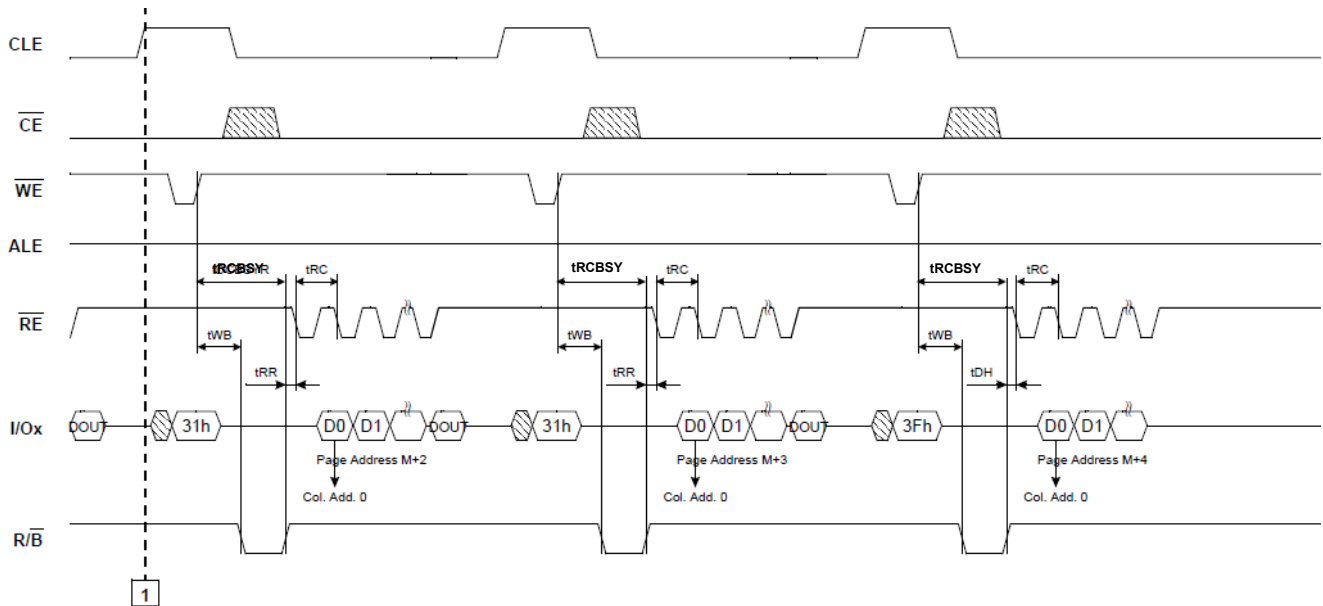 CLE
CE
WE
ALE
tRCBSY tRC tRCBSY tRC tRCBSY tRC
RE
tWB tWB tWB
tRR tRR tDH
I/Ox DOUT 31h D0 D1 DOUT 31h D0 D1 DOUT 3Fh D0 D1
Page Address M+2 Page Address M+3 Page Address M+4
Col. Add. 0 Col. Add. 0 Col. Add. 0
R/B
1